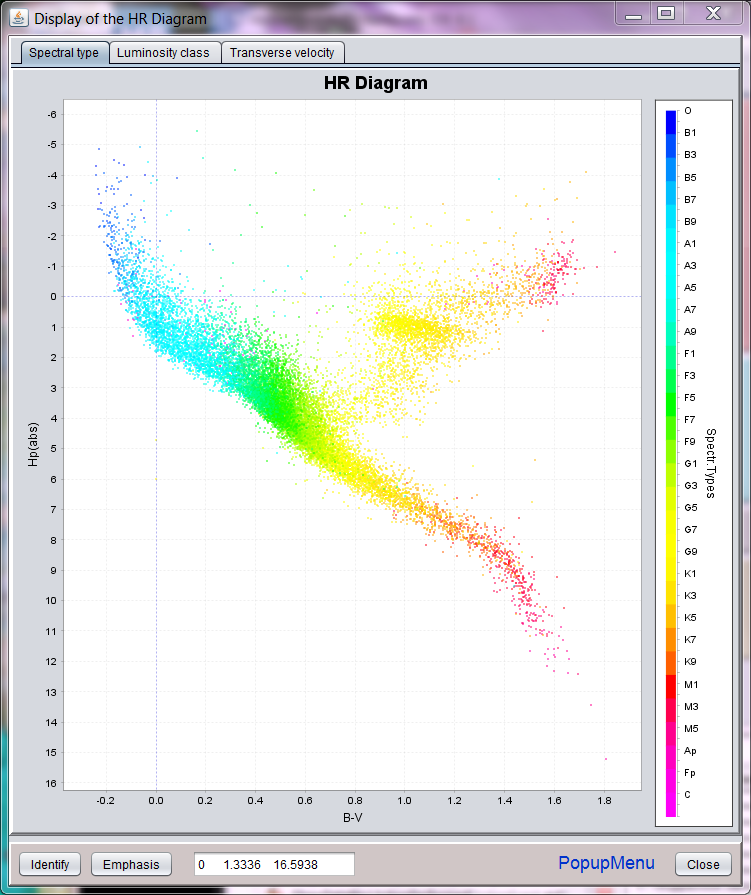 Display of the HR Diagram
Spectral type Luminosity class Transverse velocity
HR Diagram
-6
-5
-4
-3
-2
-1
0
1
2
3
4
5
6
7
8
9
10
11
12
13
14
15
16
Hp(abs)
-0.2 0.0 0.2 0.4 0.6 0.8 1.0 1.2 1.4 1.6 1.8
B-V
O
B1
B3
B5
B7
B9
A1
A3
A5
A7
A9
F1
F3
F5
F7
F9
G1
G3
G5
G7
G9
K1
K3
K5
K7
K9
M1
M3
M5
Ap
Fp
C
Spectr.Types
Identify Emphasis 0 1.3336 16.5938 PopupMenu Close